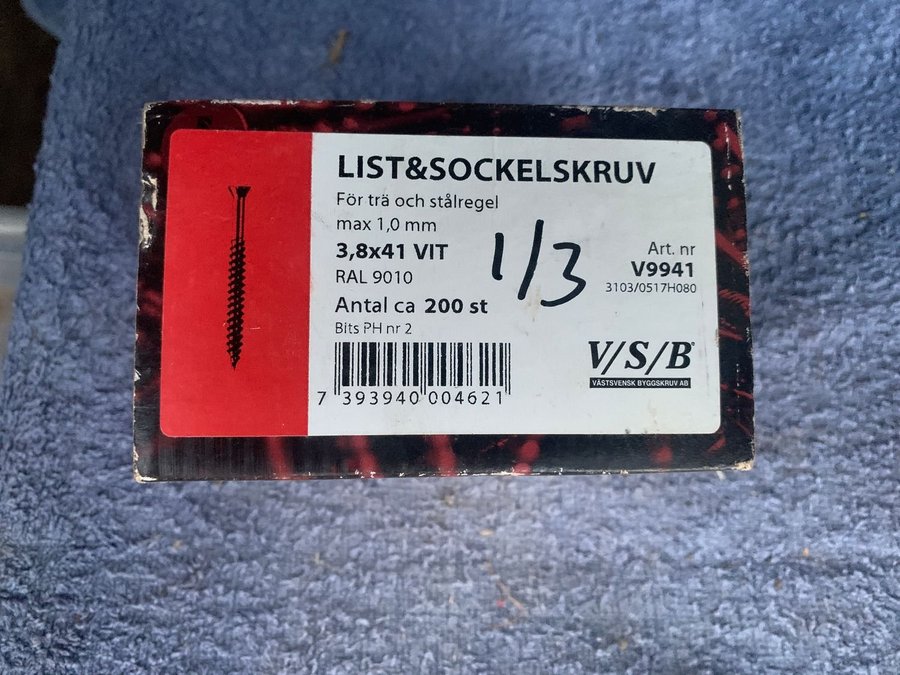 LIST&SOCKELSKRUV
För trä och stålregel
max 1,0 mm
3,8x41 VIT
RAL 9010
Antal ca 200 st
Bits PH nr 2
7 393940 004621
1/3
Art. nr
V9941
3103/0517H080
V/S/B®
VÄSTSVENSK BYGGSKRUV AB